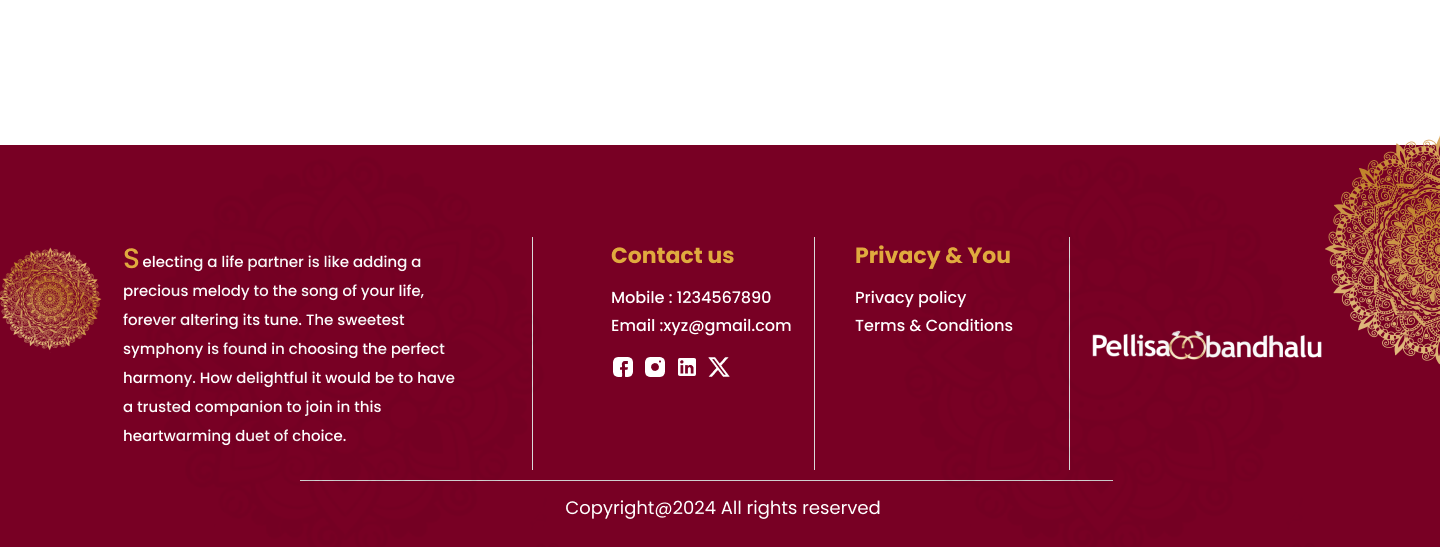 Selecting a life partner is like adding a
precious melody to the song of your life,
forever altering its tune. The sweetest
symphony is found in choosing the perfect
harmony. How delightful it would be to have
a trusted companion to join in this
heartwarming duet of choice.
Contact us
Mobile : 1234567890
Email :xyz@gmail.com
Privacy & You
Privacy policy
Terms & Conditions
Pellisambandhalu
Copyright@2024 All rights reserved